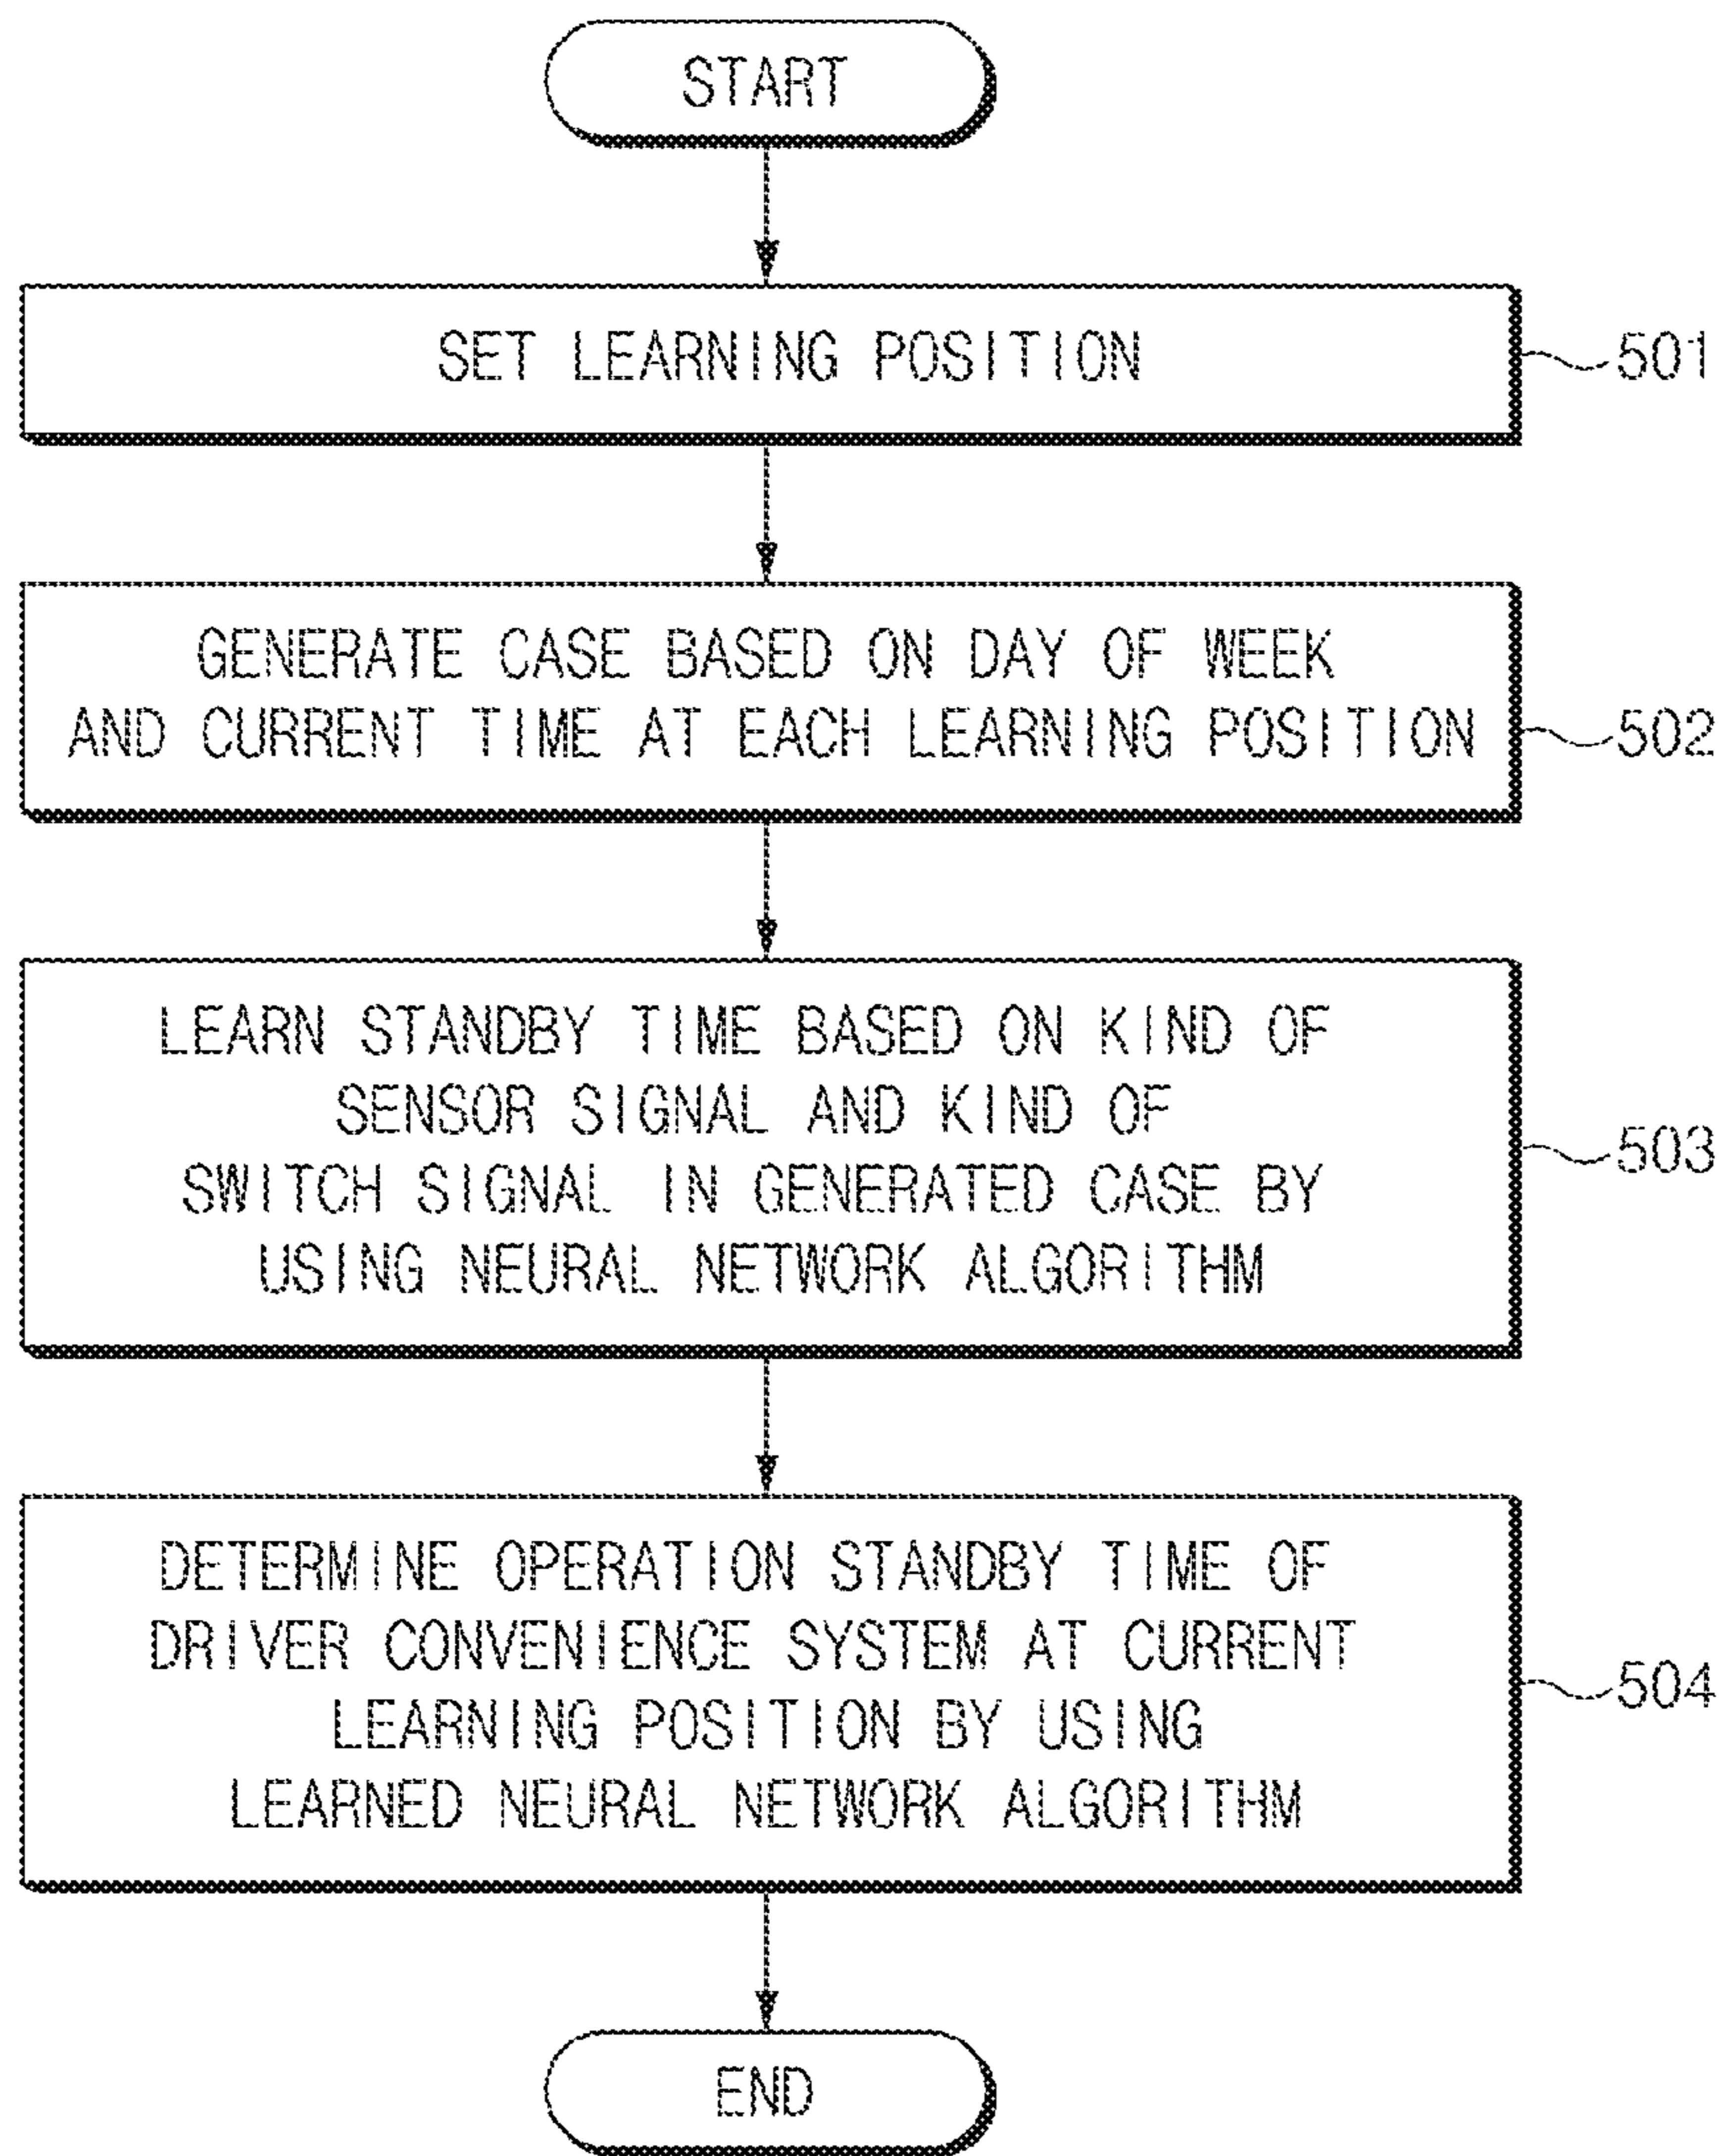 START
SET LEARNING POSITION
501
GENERATE CASE BASED ON DAY OF WEEK
AND CURRENT TIME AT EACH LEARNING POSITION
502
LEARN STANDBY TIME BASED ON KIND OF
SENSOR SIGNAL AND KIND OF
SWITCH SIGNAL IN GENERATED CASE BY
USING NEURAL NETWORK ALGORITHM
503
DETERMINE OPERATION STANDBY TIME OF
DRIVER CONVENIENCE SYSTEM AT CURRENT
LEARNING POSITION BY USING
LEARNED NEURAL NETWORK ALGORITHM
504
END